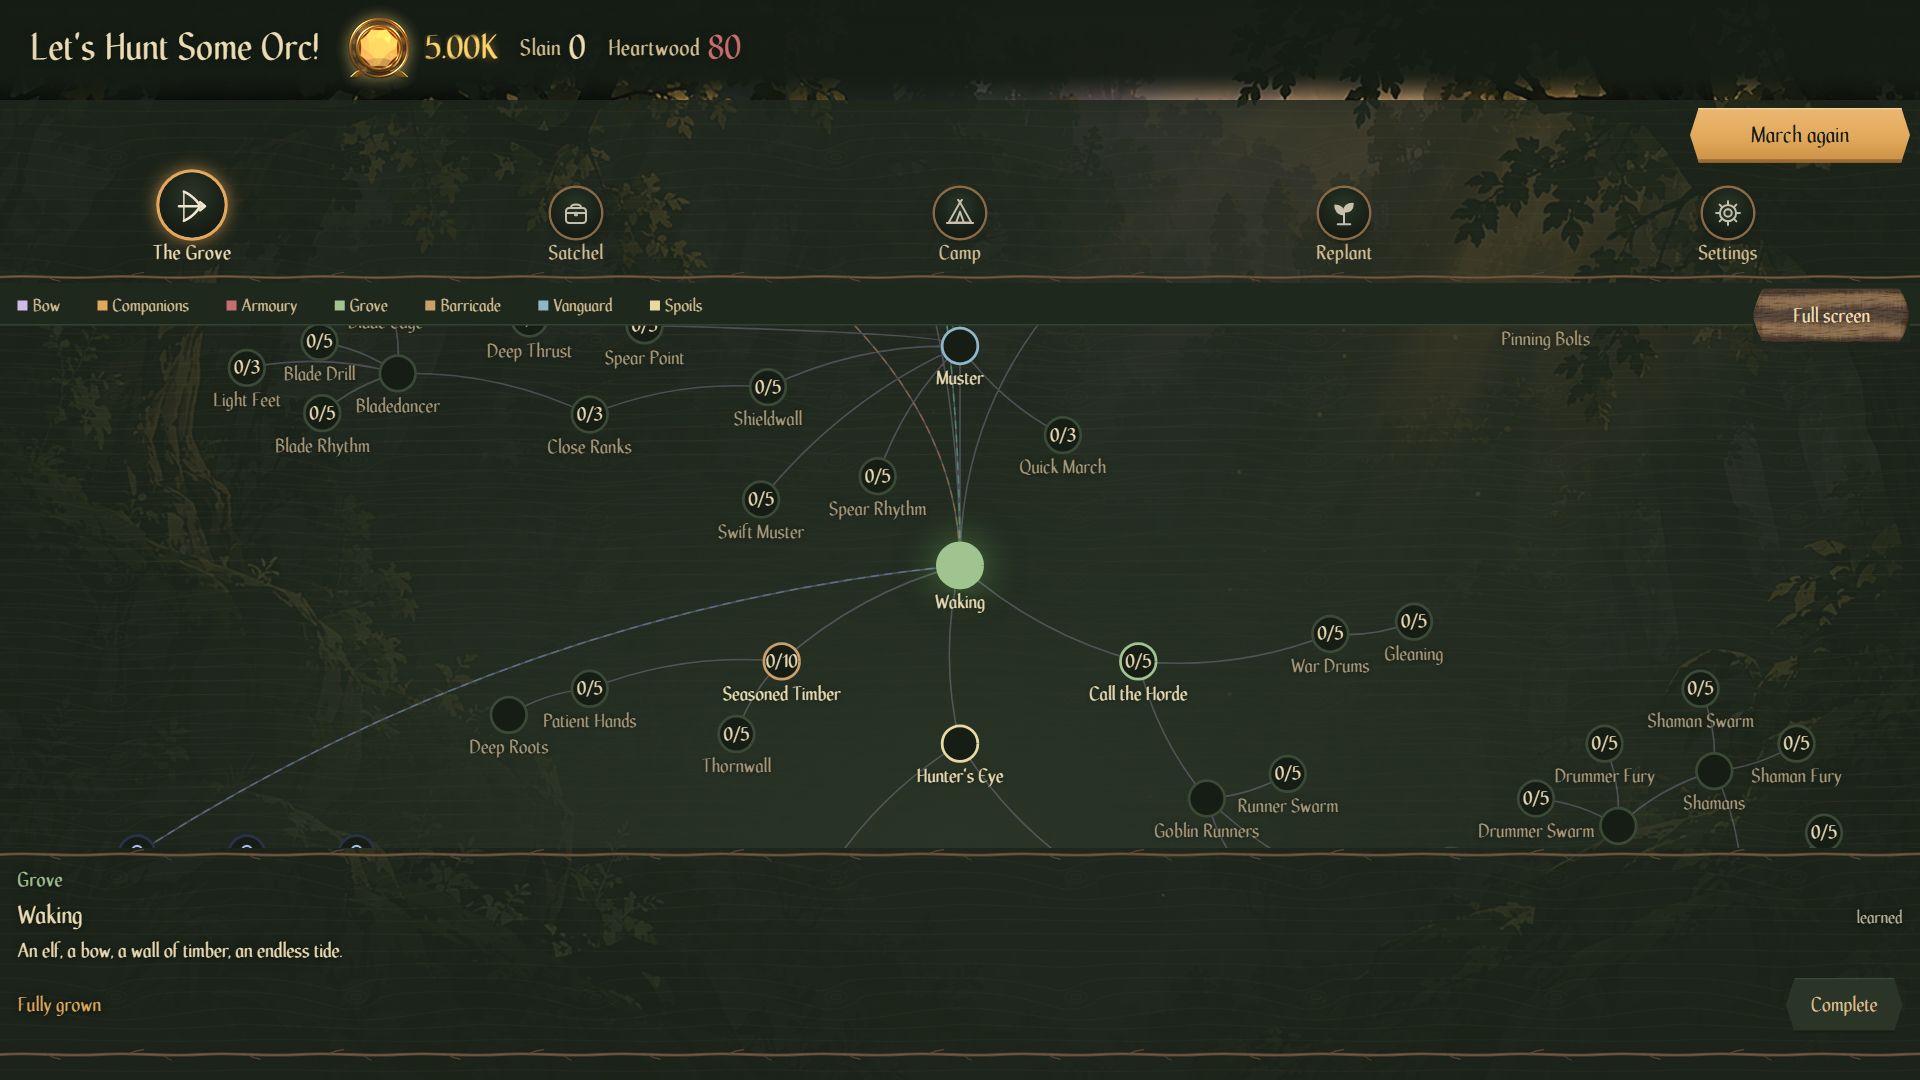 Let's Hunt Some Orc!
5.00K
Slain 0
Heartwood 80
March again
The Grove
Satchel
Camp
Replant
Settings
Bow
Companions
Armoury
Grove
Barricade
Vanguard
Spoils
Full screen
0/5
Blade Drill
0/3
Light Feet
0/5
Blade Rhythm
Bladedancer
Deep Thrust
0/5
Spear Point
0/3
Close Ranks
0/5
Shieldwall
Muster
Pinning Bolts
0/3
Quick March
0/5
Spear Rhythm
0/5
Swift Muster
Waking
0/10
Seasoned Timber
0/5
Patient Hands
Deep Roots
0/5
Thornwall
Hunter's Eye
0/5
Call the Horde
0/5
War Drums
0/5
Gleaning
0/5
Runner Swarm
Goblin Runners
0/5
Shaman Swarm
0/5
Drummer Fury
0/5
Shaman Fury
Shamans
0/5
Drummer Swarm
0/5
Grove
Waking
learned
An elf, a bow, a wall of timber, an endless tide.
Fully grown
Complete